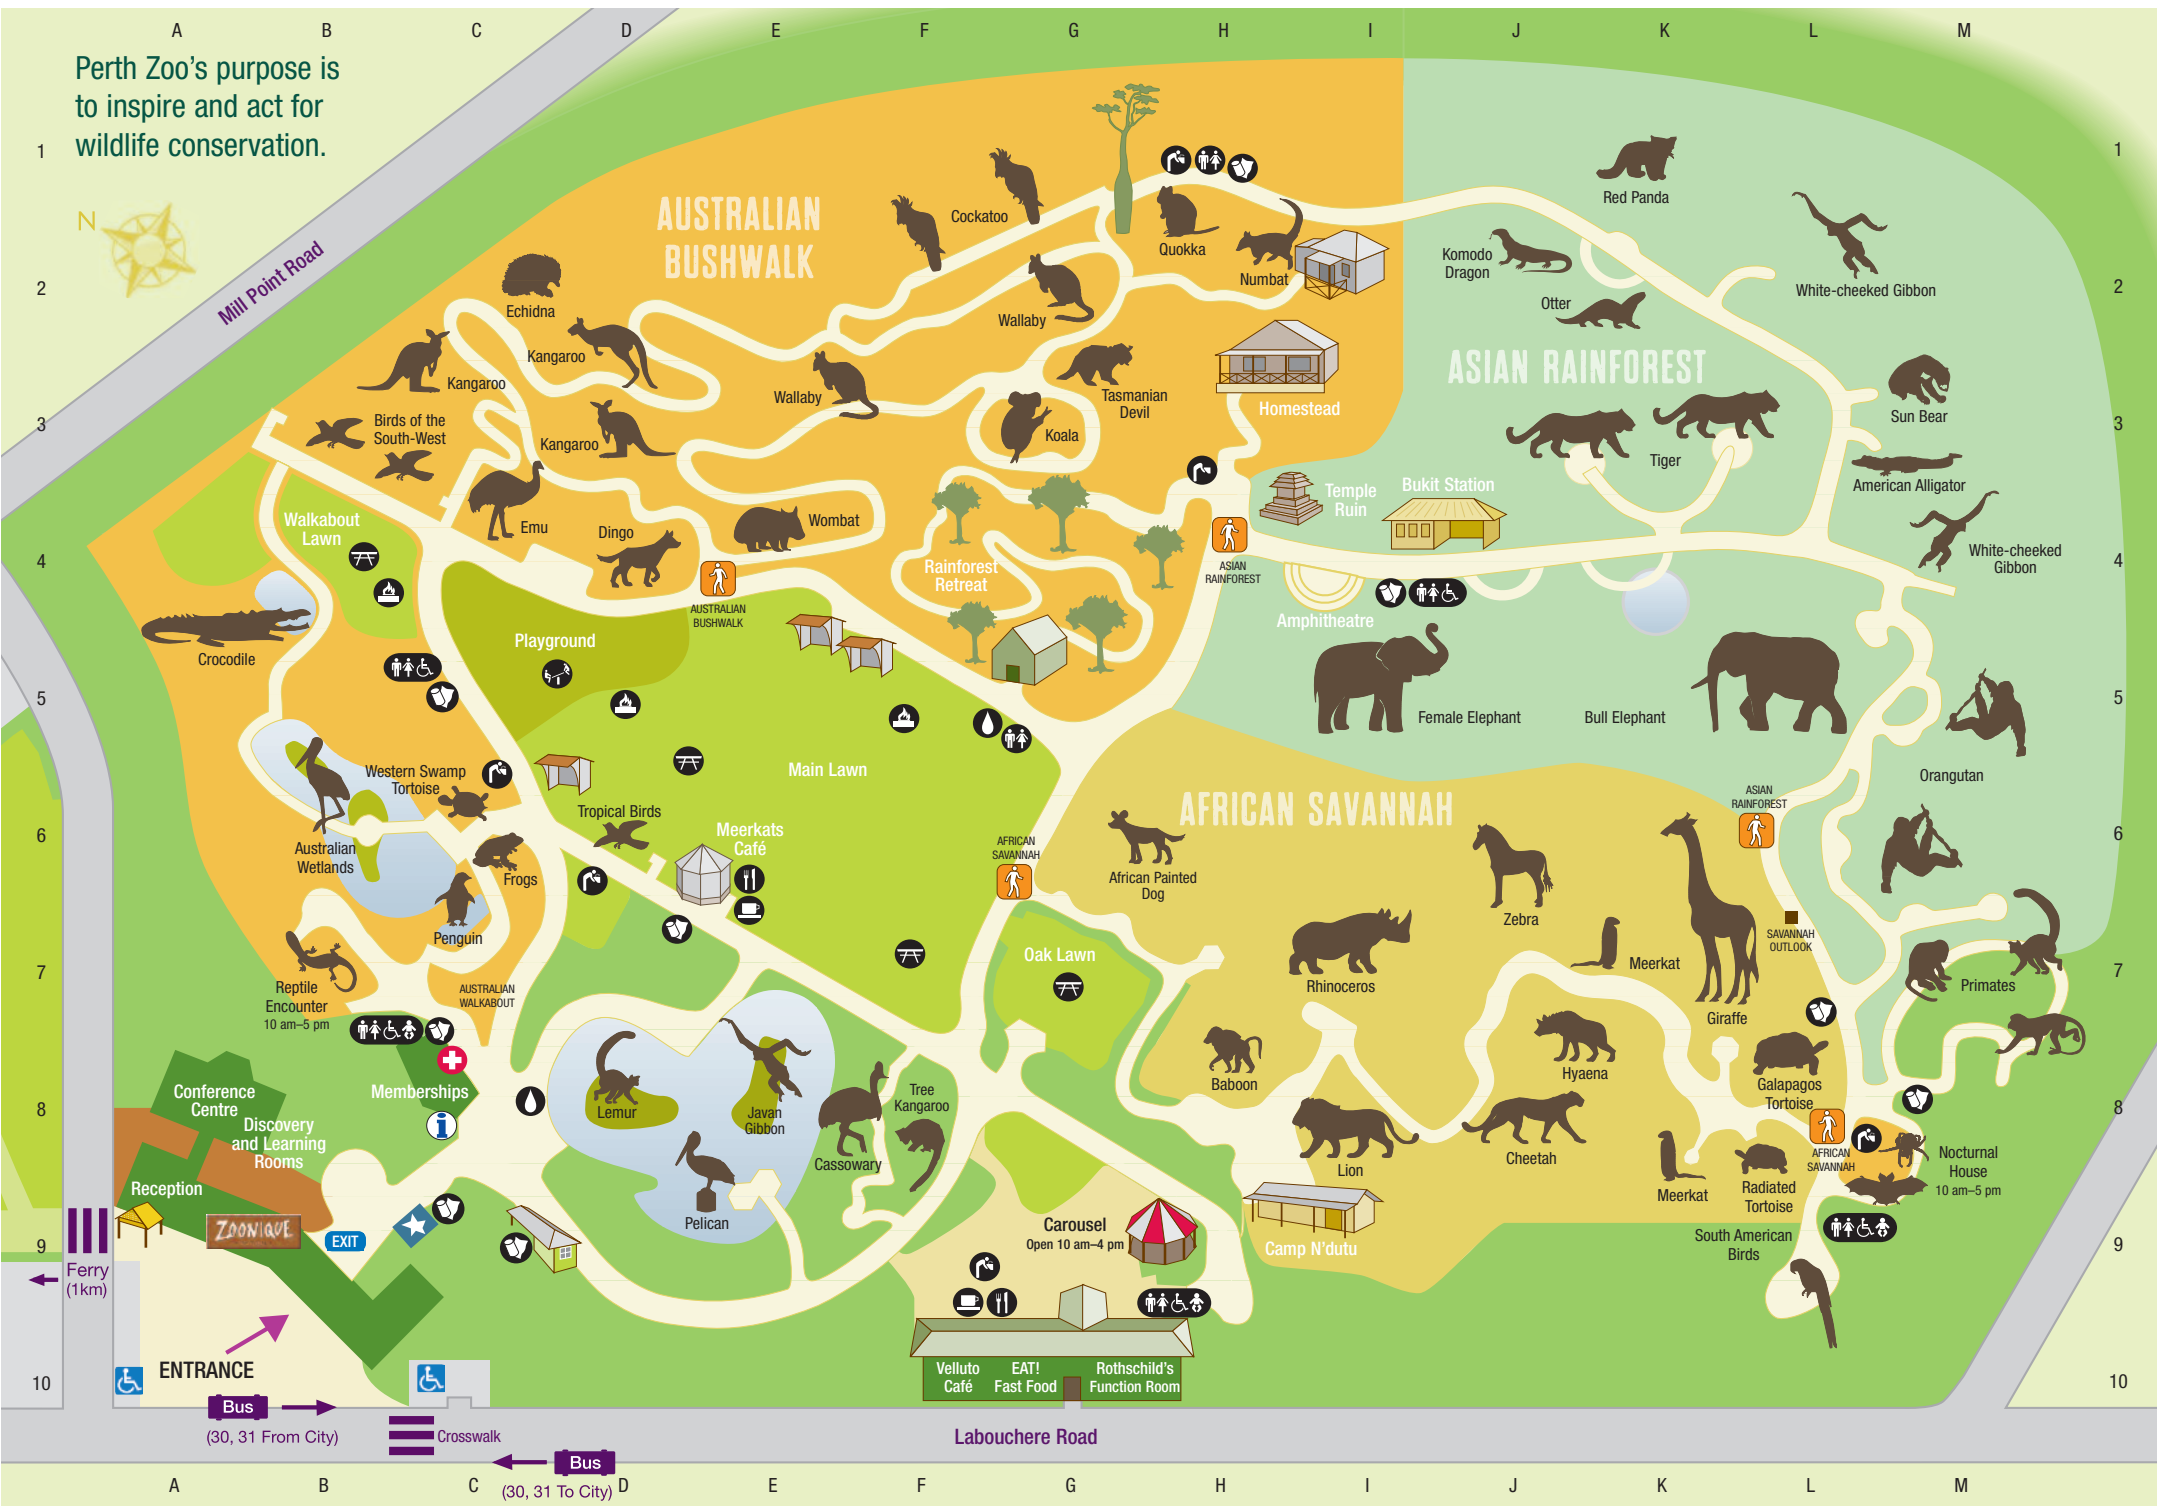 A B C D E F G H I J K L M
Perth Zoo's purpose is
to inspire and act for
wildlife conservation.
1
1
N
Mill Point Road
AUSTRALIAN
BUSHWALK
Cockatoo
Quokka
Numbat
Red Panda
Komodo
Dragon
Otter
White-cheeked Gibbon
2
2
Echidna
Kangaroo
Kangaroo
Wallaby
Wallaby
Tasmanian
Devil
Homestead
ASIAN RAINFOREST
Sun Bear
3
3
Birds of the
South-West
Kangaroo
Koala
Tiger
American Alligator
Walkabout
Lawn
Emu
Dingo
Wombat
Temple
Ruin
Bukit Station
White-cheeked
Gibbon
4
4
Rainforest
Retreat
ASIAN
RAINFOREST
AUSTRALIAN
BUSHWALK
Amphitheatre
Crocodile
Playground
5
5
Female Elephant
Bull Elephant
Western Swamp
Tortoise
Main Lawn
Orangutan
AFRICAN SAVANNAH
ASIAN
RAINFOREST
Tropical Birds
Meerkats
Café
6
6
Australian
Wetlands
Frogs
AFRICAN
SAVANNAH
African Painted
Dog
Zebra
Penguin
Oak Lawn
SAVANNAH
OUTLOOK
Meerkat
7
7
Reptile
Encounter
10 am–5 pm
AUSTRALIAN
WALKABOUT
Rhinoceros
Giraffe
Primates
Conference
Centre
Memberships
i
Discovery
and Learning
Rooms
Lemur
Javan
Gibbon
Tree
Kangaroo
Baboon
Hyaena
Galapagos
Tortoise
8
8
Cassowary
Lion
Cheetah
Meerkat
Radiated
Tortoise
AFRICAN
SAVANNAH
Nocturnal
House
10 am–5 pm
Reception
ZOONIQUE
EXIT
Pelican
Carousel
Open 10 am–4 pm
Camp N'dutu
South American
Birds
9
9
Ferry
(1km)
ENTRANCE
Velluto
Café
EAT!
Fast Food
Rothschild's
Function Room
10
10
Bus
(30, 31 From City)
Crosswalk
Labouchere Road
Bus
(30, 31 To City)
A B C D E F G H I J K L M